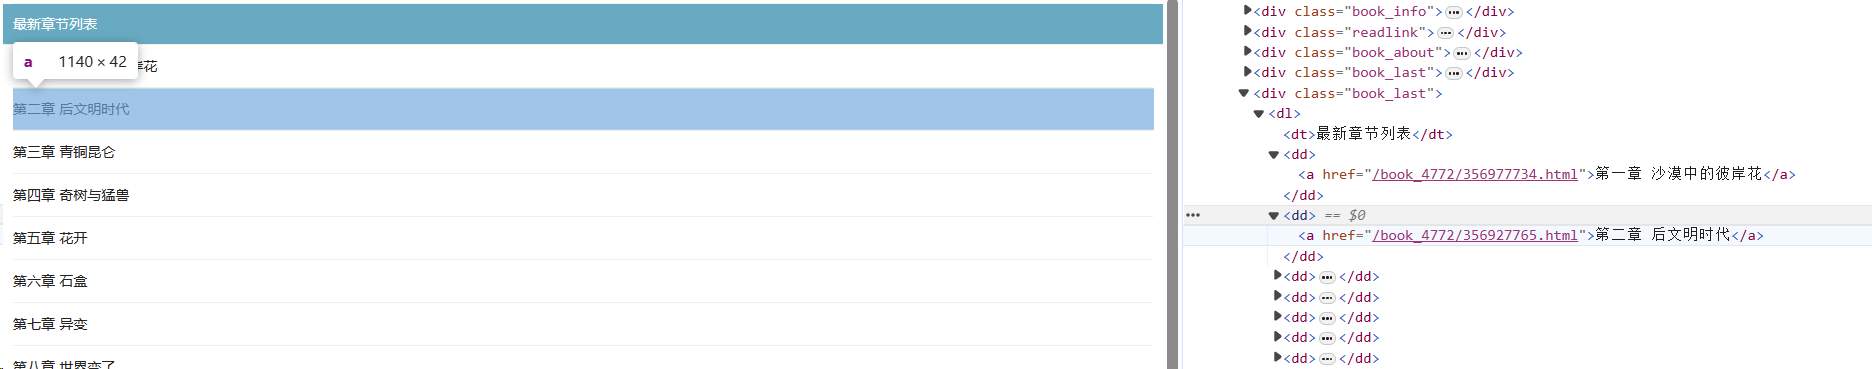 最新章节列表
a 1140 × 42
岸花
第二章 后文明时代
第三章 青铜昆仑
第四章 奇树与猛兽
第五章 花开
第六章 石盒
第七章 异变
第八章 世界变了
<div class="book_info">…</div>
<div class="readlink">…</div>
<div class="book_about">…</div>
<div class="book_last">…</div>
<div class="book_last">
<dl>
<dt>最新章节列表</dt>
<dd>
<a href="/book_4772/356977734.html">第一章 沙漠中的彼岸花</a>
</dd>
… <dd> == $0
<a href="/book_4772/356927765.html">第二章 后文明时代</a>
</dd>
<dd>…</dd>
<dd>…</dd>
<dd>…</dd>
<dd>…</dd>
<dd>…</dd>